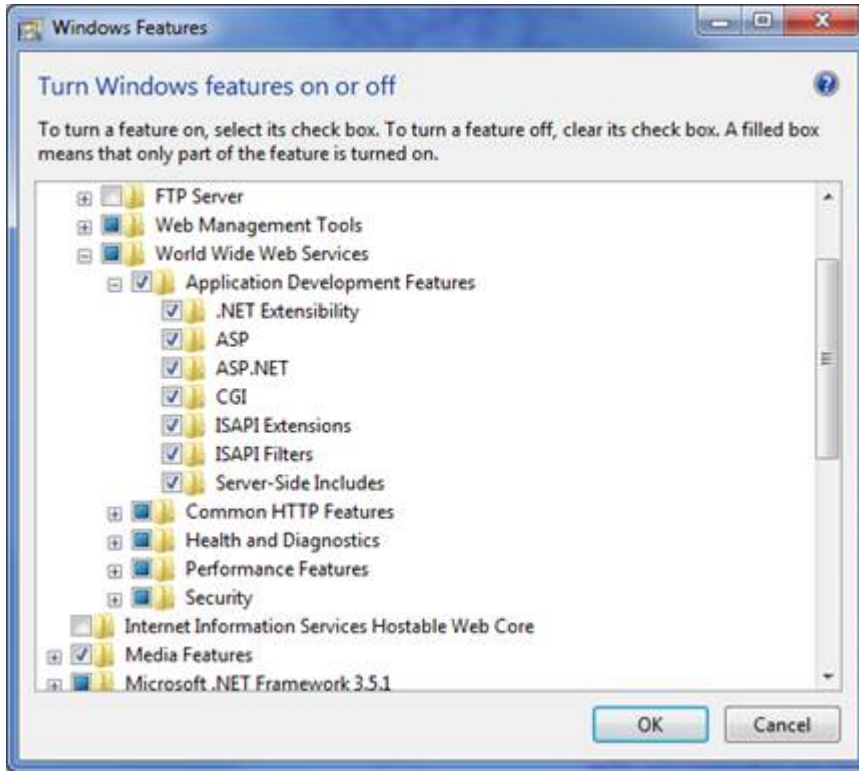 Windows Features
Turn Windows features on or off
To turn a feature on, select its check box. To turn a feature off, clear its check box. A filled box
means that only part of the feature is turned on.
FTP Server
Web Management Tools
World Wide Web Services
Application Development Features
.NET Extensibility
ASP
ASP.NET
CGI
ISAPI Extensions
ISAPI Filters
Server-Side Includes
Common HTTP Features
Health and Diagnostics
Performance Features
Security
Internet Information Services Hostable Web Core
Media Features
Microsoft .NET Framework 3.5.1
OK Cancel